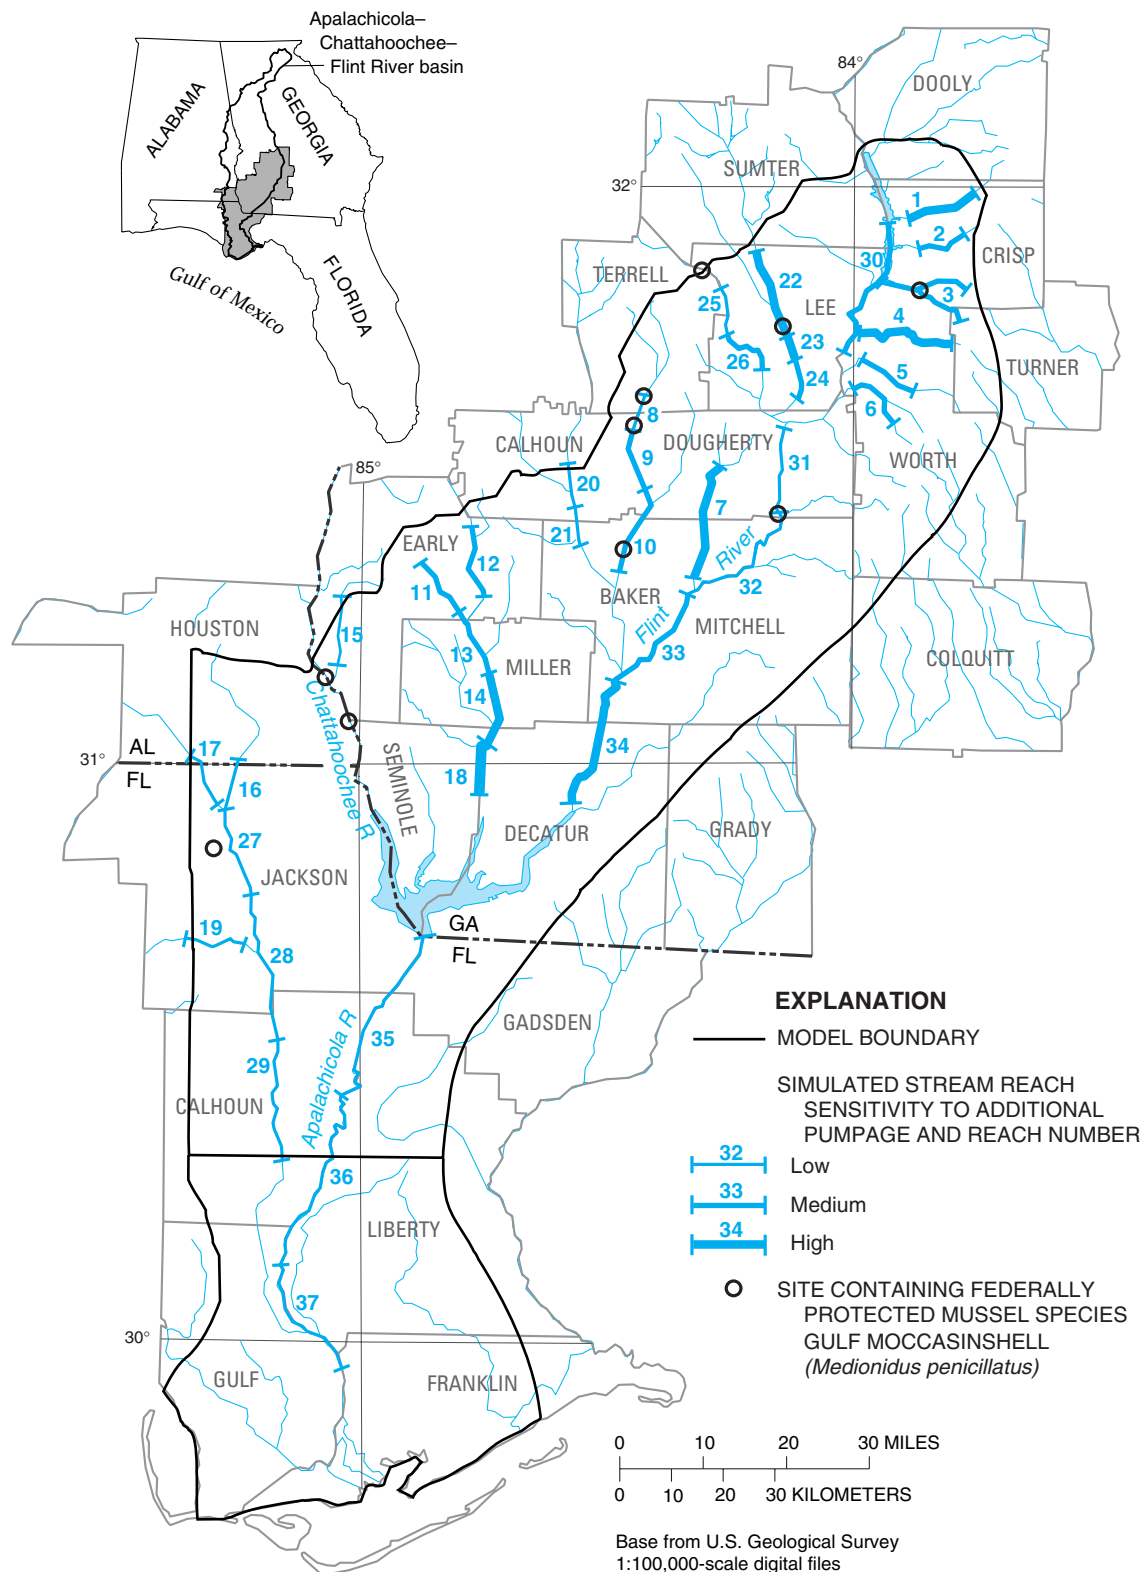 Apalachicola–
Chattahoochee–
Flint River basin
ALABAMA
GEORGIA
FLORIDA
Gulf of Mexico
84°
DOOLY
SUMTER
32°
1
2
CRISP
30
TERRELL
22
25
LEE
3
4
23
26
24
5
TURNER
6
8
CALHOUN
DOUGHERTY
9
31
WORTH
85°
20
7
21
EARLY
10
River
12
32
11
BAKER
Flint
MITCHELL
HOUSTON
15
13
MILLER
33
COLQUITT
14
Chattahoochee R
17
AL
31°
FL
16
18
SEMINOLE
34
DECATUR
GRADY
27
JACKSON
19
28
GA
FL
GADSDEN
35
Apalachicola R
29
CALHOUN
36
LIBERTY
37
30°
GULF
FRANKLIN
EXPLANATION
MODEL BOUNDARY
SIMULATED STREAM REACH
SENSITIVITY TO ADDITIONAL
PUMPAGE AND REACH NUMBER
32
Low
33
Medium
34
High
SITE CONTAINING FEDERALLY
PROTECTED MUSSEL SPECIES
GULF MOCCASINSHELL
(Medionidus penicillatus)
0 10 20 30 MILES
0 10 20 30 KILOMETERS
Base from U.S. Geological Survey
1:100,000-scale digital files